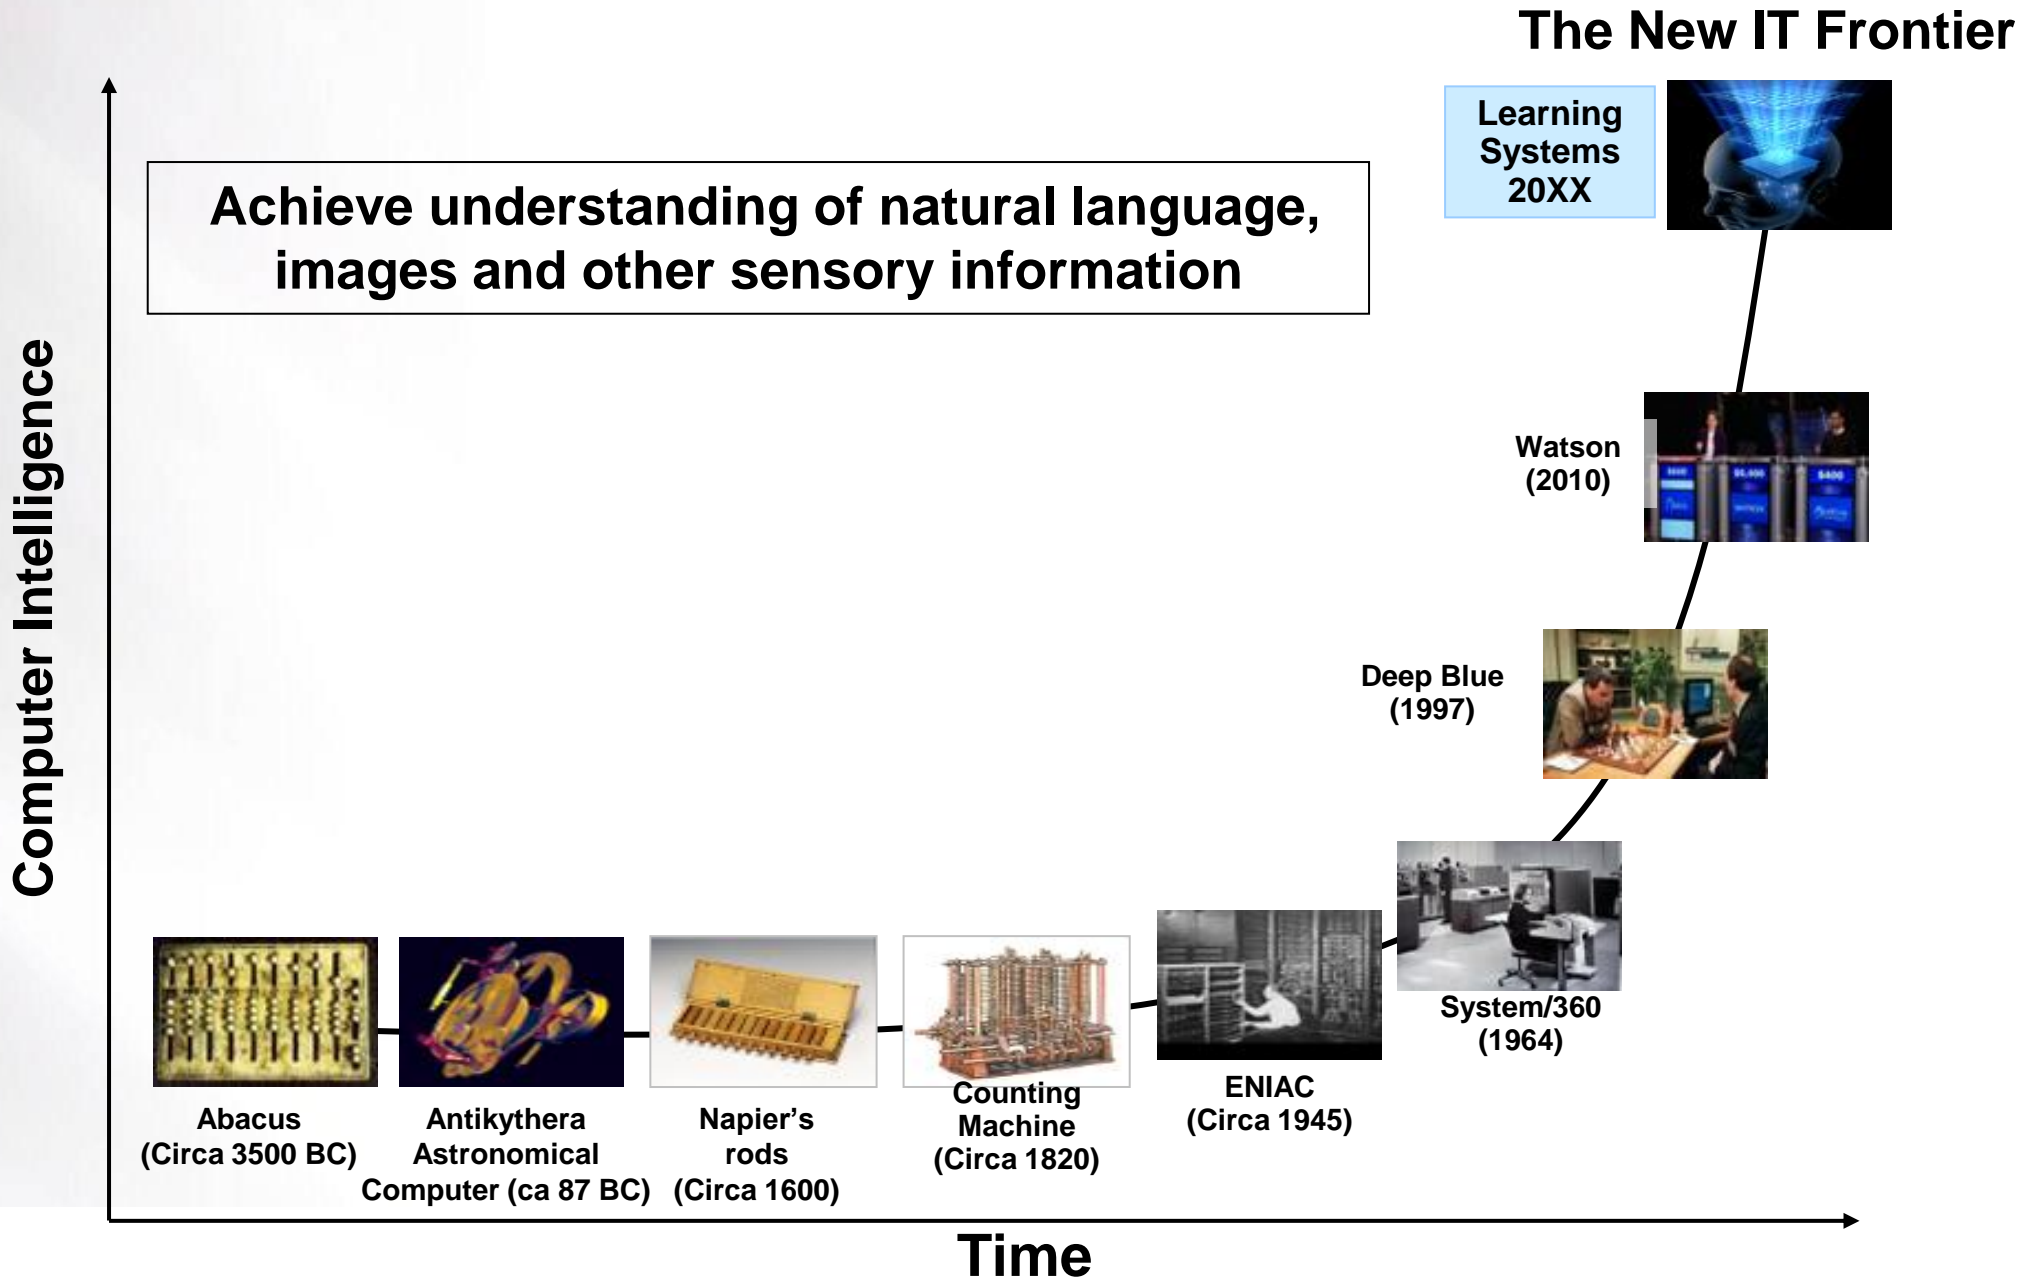 The New IT Frontier
Learning
Systems
20XX
Achieve understanding of natural language,
images and other sensory information
Computer Intelligence
Watson
(2010)
$400
Deep Blue
(1997)
System/360
(1964)
ENIAC
(Circa 1945)
Counting
Machine
(Circa 1820)
Napier’s
rods
(Circa 1600)
Antikythera
Astronomical
Computer (ca 87 BC)
Abacus
(Circa 3500 BC)
Time